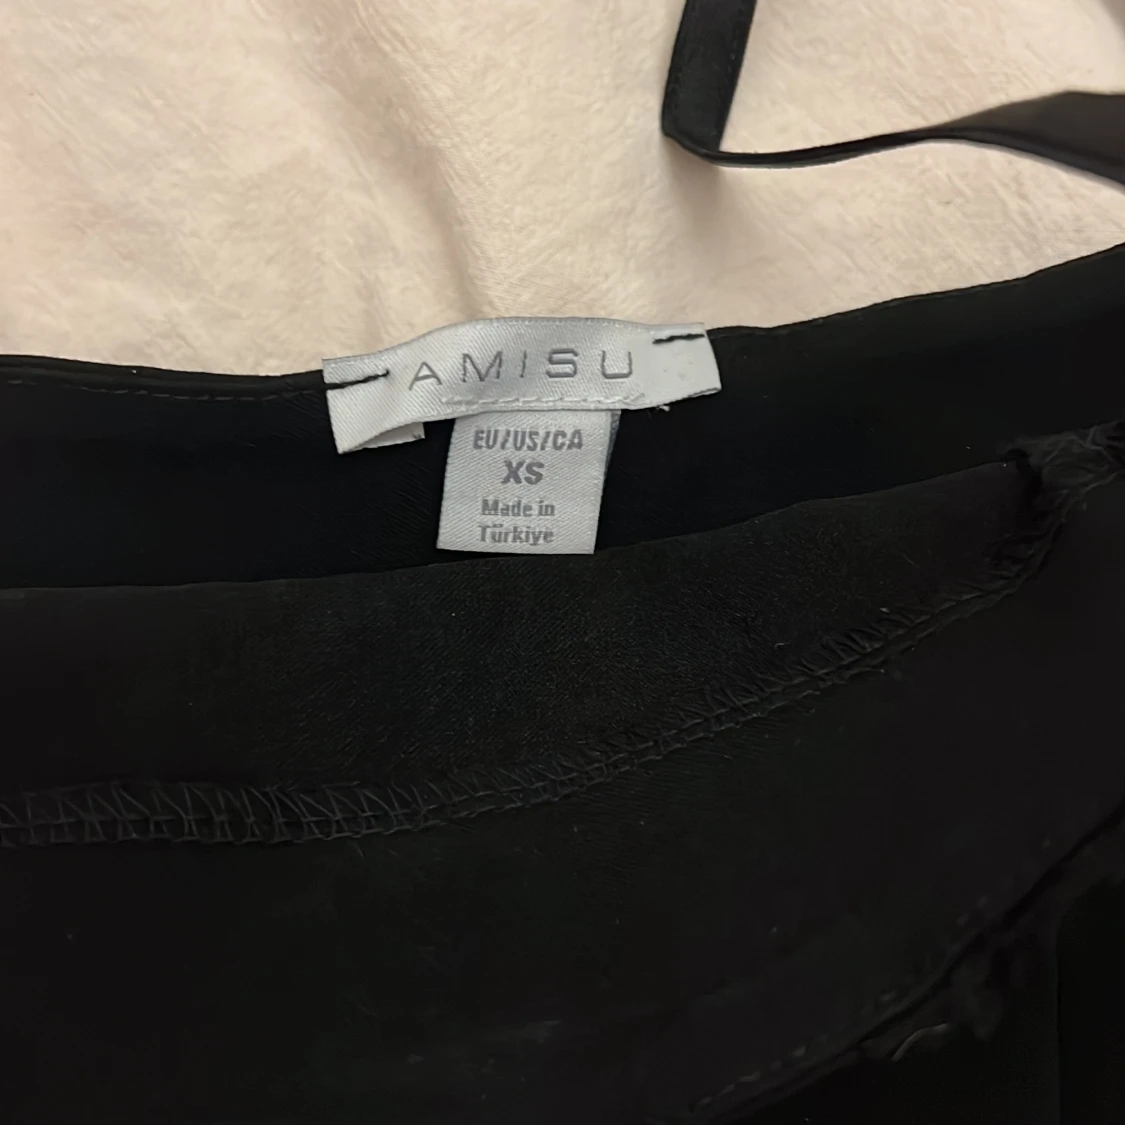 AMISU
EU/US/CA
XS
Made in
Türkiye